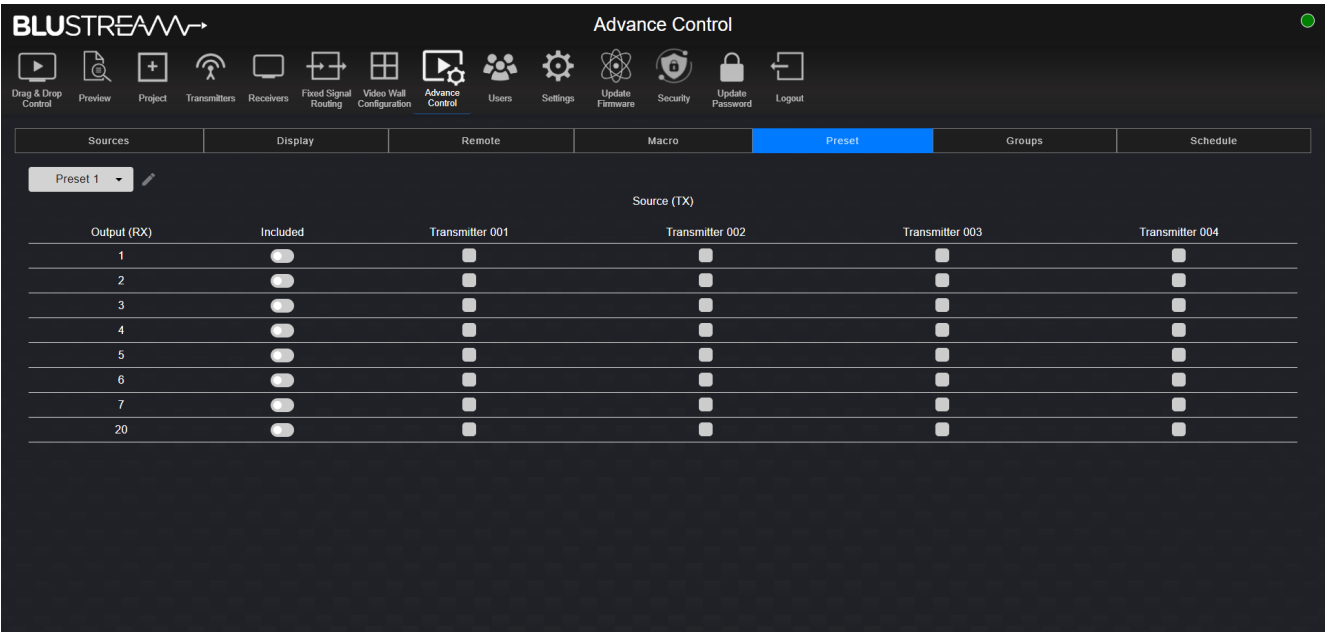 BLUSTREAM
Advance Control
Drag & Drop Control
Preview
Project
Transmitters
Receivers
Fixed Signal Routing
Video Wall Configuration
Advance Control
Users
Settings
Update Firmware
Security
Update Password
Logout
Sources Display Remote Macro Preset Groups Schedule
Preset 1
Source (TX)
Output (RX) Included Transmitter 001 Transmitter 002 Transmitter 003 Transmitter 004
1
2
3
4
5
6
7
20